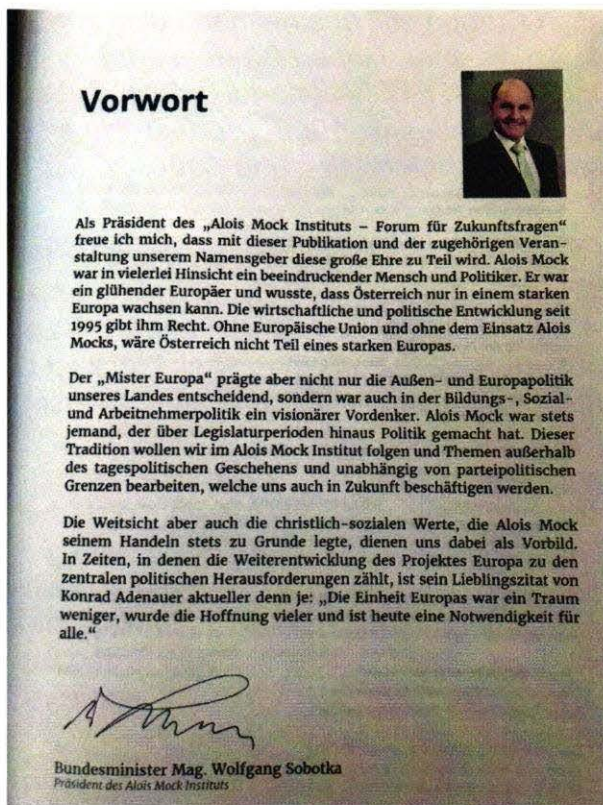 Vorwort
Als Präsident des „Alois Mock Instituts – Forum für Zukunftsfragen“
freue ich mich, dass mit dieser Publikation und der zugehörigen Veran-
staltung unserem Namensgeber diese große Ehre zu Teil wird. Alois Mock
war in vielerlei Hinsicht ein beeindruckender Mensch und Politiker. Er war
ein glühender Europäer und wusste, dass Österreich nur in einem starken
Europa wachsen kann. Die wirtschaftliche und politische Entwicklung seit
1995 gibt ihm Recht. Ohne Europäische Union und ohne dem Einsatz Alois
Mocks, wäre Österreich nicht Teil eines starken Europas.
Der „Mister Europa“ prägte aber nicht nur die Außen- und Europapolitik
unseres Landes entscheidend, sondern war auch in der Bildungs-, Sozial-
und Arbeitnehmerpolitik ein visionärer Vordenker. Alois Mock war stets
jemand, der über Legislaturperioden hinaus Politik gemacht hat. Dieser
Tradition wollen wir im Alois Mock Institut folgen und Themen außerhalb
des tagespolitischen Geschehens und unabhängig von parteipolitischen
Grenzen bearbeiten, welche uns auch in Zukunft beschäftigen werden.
Die Weitsicht aber auch die christlich-sozialen Werte, die Alois Mock
seinem Handeln stets zu Grunde legte, dienen uns dabei als Vorbild.
In Zeiten, in denen die Weiterentwicklung des Projektes Europa zu den
zentralen politischen Herausforderungen zählt, ist sein Lieblingszitat von
Konrad Adenauer aktueller denn je: „Die Einheit Europas war ein Traum
weniger, wurde die Hoffnung vieler und ist heute eine Notwendigkeit für
alle.“
Bundesminister Mag. Wolfgang Sobotka
Präsident des Alois Mock Instituts